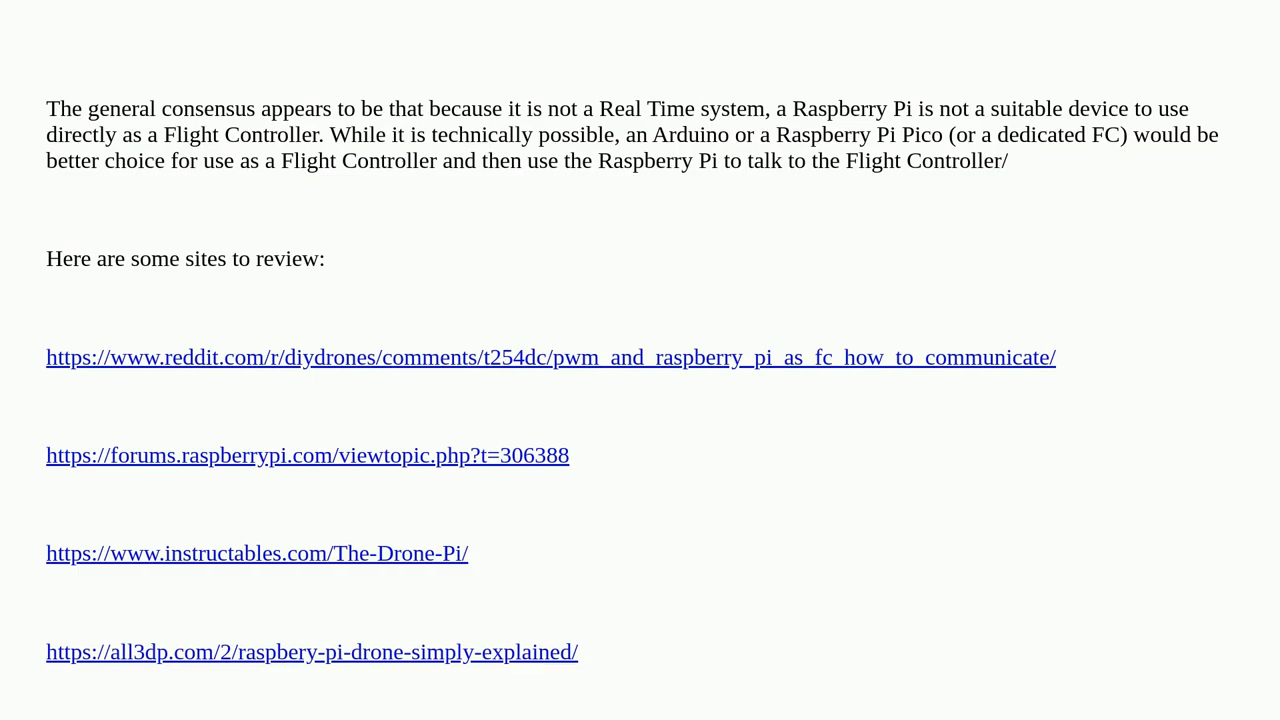 The general consensus appears to be that because it is not a Real Time system, a Raspberry Pi is not a suitable device to use
directly as a Flight Controller. While it is technically possible, an Arduino or a Raspberry Pi Pico (or a dedicated FC) would be
better choice for use as a Flight Controller and then use the Raspberry Pi to talk to the Flight Controller/
Here are some sites to review:
https://www.reddit.com/r/diydrones/comments/t254dc/pwm_and_raspberry_pi_as_fc_how_to_communicate/
https://forums.raspberrypi.com/viewtopic.php?t=306388
https://www.instructables.com/The-Drone-Pi/
https://all3dp.com/2/raspbery-pi-drone-simply-explained/